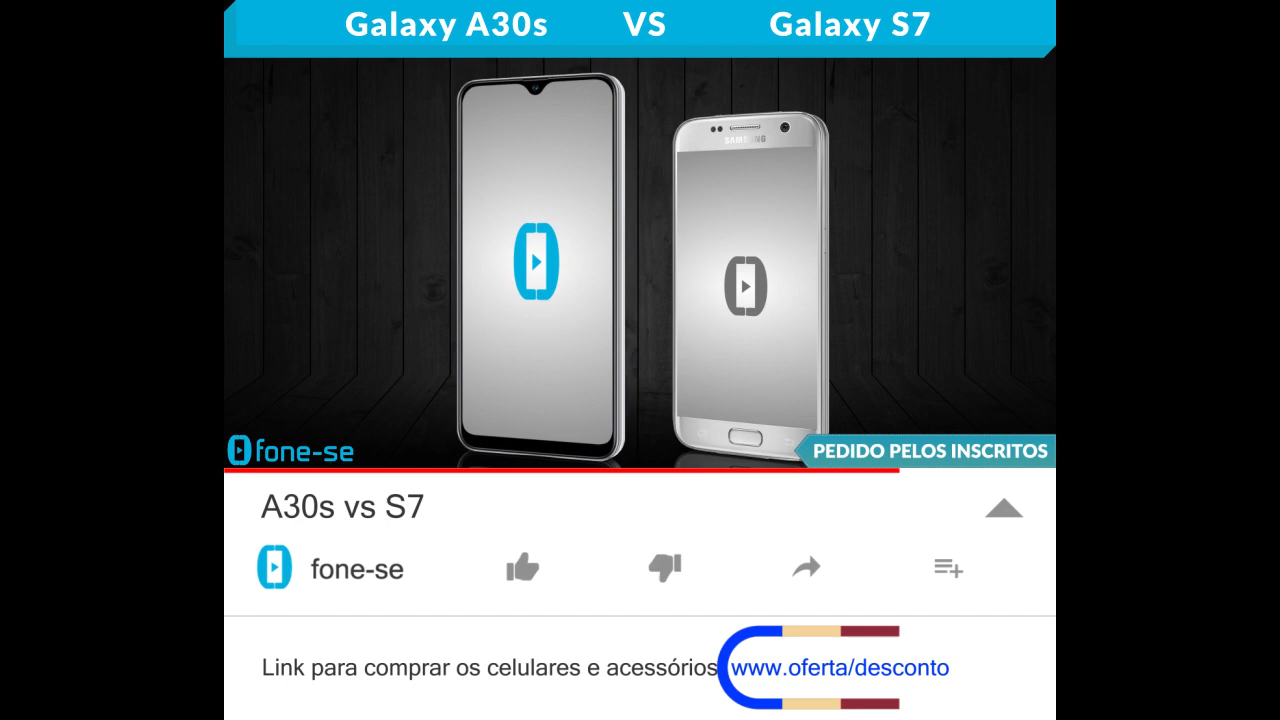 Galaxy A30s VS Galaxy S7
SAMSUNG
fone-se
PEDIDO PELOS INSCRITOS
A30s vs S7
fone-se
Link para comprar os celulares e acessórios www.oferta/desconto